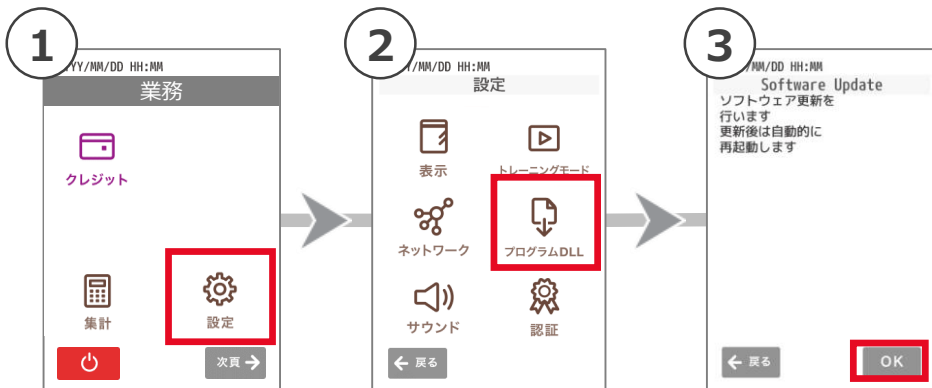 1
YY/MM/DD HH:MM
業務
クレジット
集計
設定
次頁
2
/MM/DD HH:MM
設定
表示
トレーニングモード
ネットワーク
プログラムDLL
サウンド
認証
戻る
3
/MM/DD HH:MM
Software Update
ソフトウェア更新を
行います
更新後は自動的に
再起動します
戻る
OK